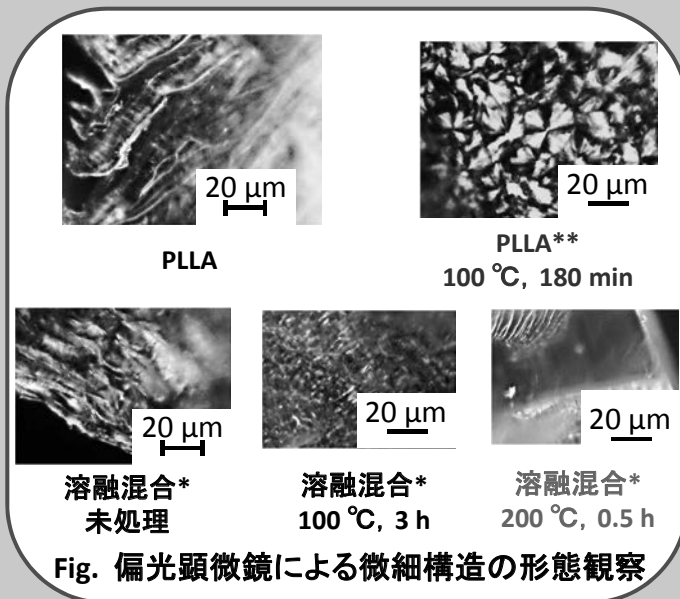 20 µm
20 µm
PLLA
PLLA**
100 ℃, 180 min
20 µm
20 µm
20 µm
溶融混合*
未処理
溶融混合*
100 ℃, 3 h
溶融混合*
200 ℃, 0.5 h
Fig. 偏光顕微鏡による微細構造の形態観察